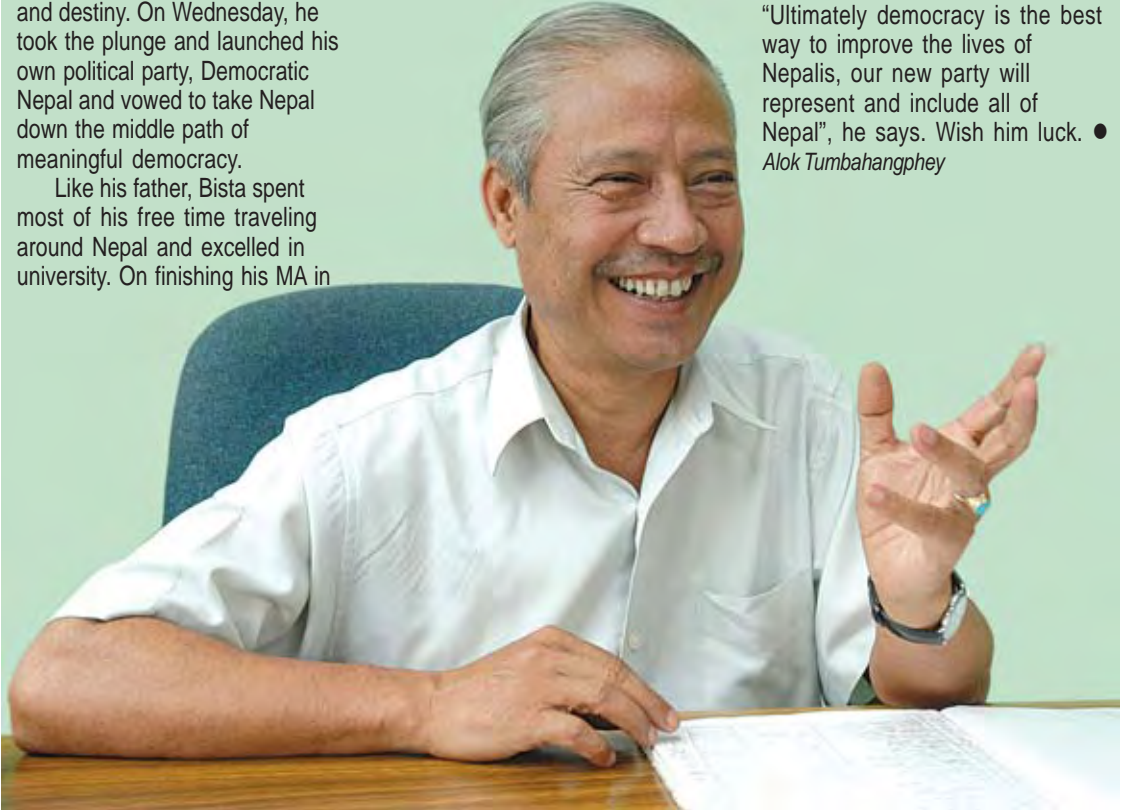 and destiny. On Wednesday, he
took the plunge and launched his
own political party, Democratic
Nepal and vowed to take Nepal
down the middle path of
meaningful democracy.
Like his father, Bista spent
most of his free time traveling
around Nepal and excelled in
university. On finishing his MA in
“Ultimately democracy is the best
way to improve the lives of
Nepalis, our new party will
represent and include all of
Nepal”, he says. Wish him luck. ●
Alok Tumbahangphey